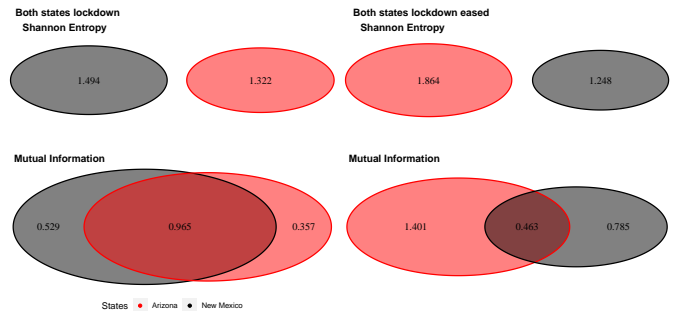 Both states lockdown
Shannon Entropy
1.494
1.322
Both states lockdown eased
Shannon Entropy
1.864
1.248
Mutual Information
0.529
0.965
0.357
Mutual Information
1.401
0.463
0.785
States Arizona New Mexico